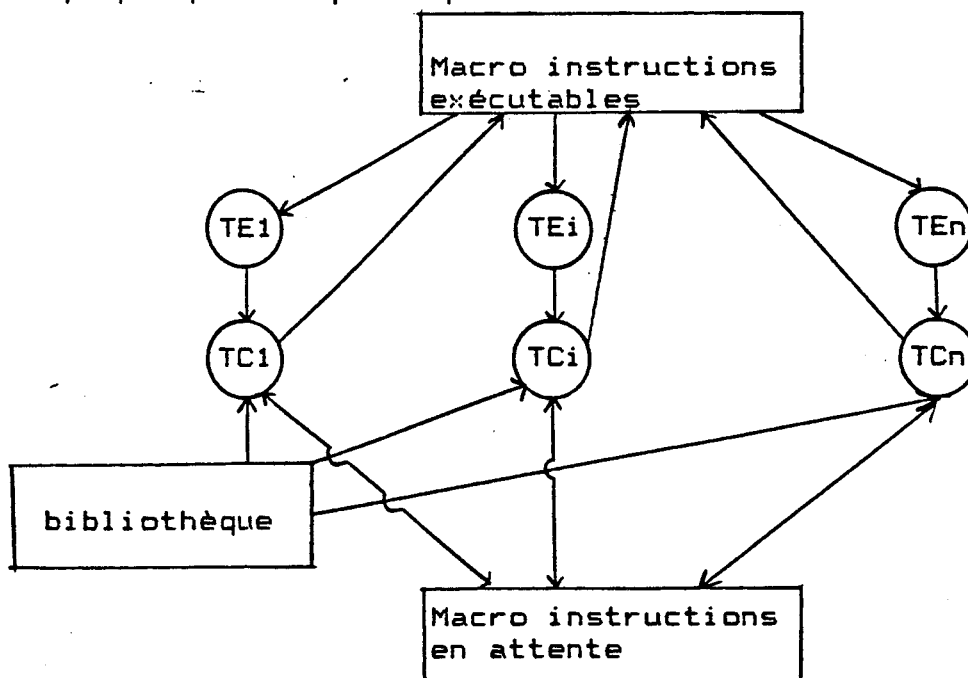 Macro instructions
exécutables
TE1 TEi TEn
TC1 TCi TCn
bibliothèque
Macro instructions
en attente